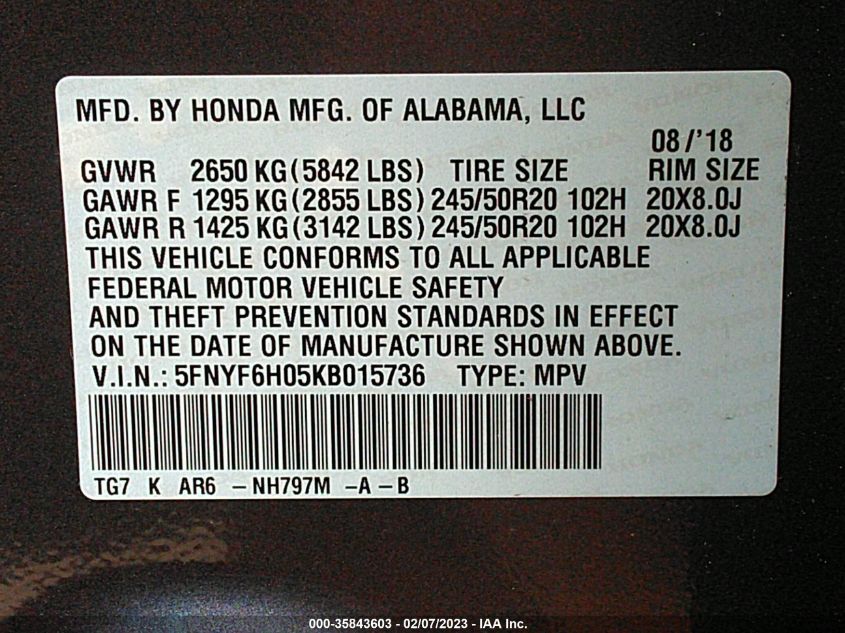 MFD. BY HONDA MFG. OF ALABAMA, LLC
08/'18
GVWR 2650 KG (5842 LBS) TIRE SIZE RIM SIZE
GAWR F 1295 KG (2855 LBS) 245/50R20 102H 20X8.0J
GAWR R 1425 KG (3142 LBS) 245/50R20 102H 20X8.0J
THIS VEHICLE CONFORMS TO ALL APPLICABLE
FEDERAL MOTOR VEHICLE SAFETY
AND THEFT PREVENTION STANDARDS IN EFFECT
ON THE DATE OF MANUFACTURE SHOWN ABOVE.
V.I.N.: 5FNYF6H05KB015736 TYPE: MPV
TG7 K AR6 – NH797M –A – B
000-35843603 - 02/07/2023 - IAA Inc.